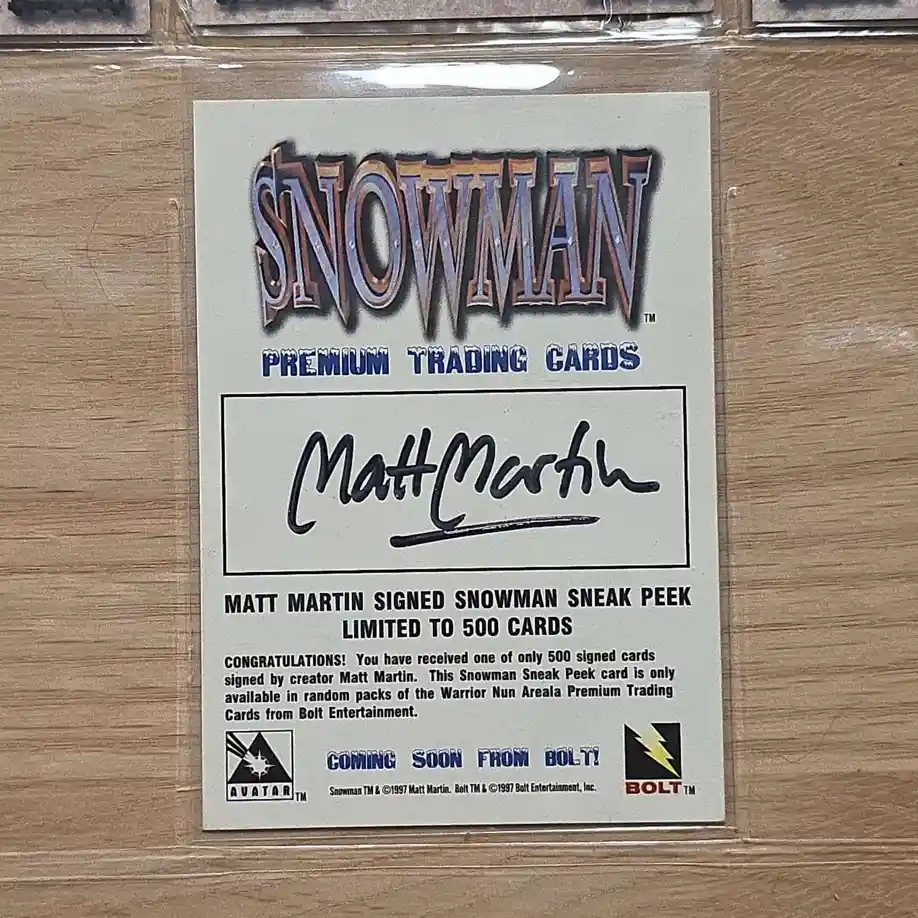 SNOWMAN TM
PREMIUM TRADING CARDS
Matt Martin
MATT MARTIN SIGNED SNOWMAN SNEAK PEEK
LIMITED TO 500 CARDS
CONGRATULATIONS! You have received one of only 500 signed cards
signed by creator Matt Martin. This Snowman Sneak Peek card is only
available in random packs of the Warrior Nun Areala Premium Trading
Cards from Bolt Entertainment.
COMING SOON FROM BOLT!
AVATAR TM
BOLT TM
Snowman TM & ©1997 Matt Martin. Bolt TM & ©1997 Bolt Entertainment, Inc.